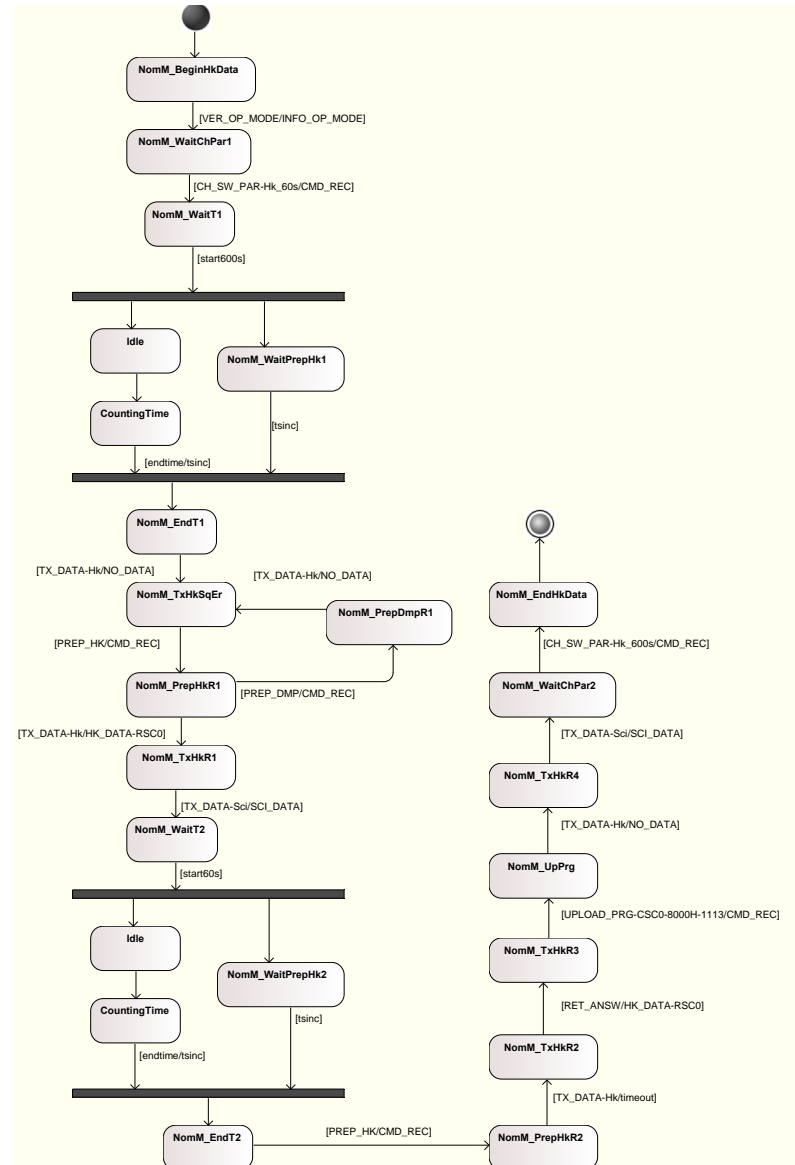 NomM_BeginHkData
[VER_OP_MODE/INFO_OP_MODE]
NomM_WaitChPar1
[CH_SW_PAR-Hk_60s/CMD_REC]
NomM_WaitT1
[start600s]
Idle
NomM_WaitPrepHk1
CountingTime
[tsinc]
[endtime/tsinc]
NomM_EndT1
[TX_DATA-Hk/NO_DATA]
[TX_DATA-Hk/NO_DATA]
NomM_TxHkSqEr
NomM_PrepDmpR1
[PREP_HK/CMD_REC]
NomM_PrepHkR1
[PREP_DMP/CMD_REC]
[TX_DATA-Hk/HK_DATA-RSC0]
NomM_TxHkR1
[TX_DATA-Sci/SCI_DATA]
NomM_WaitT2
[start60s]
Idle
NomM_WaitPrepHk2
CountingTime
[tsinc]
[endtime/tsinc]
NomM_EndT2
[PREP_HK/CMD_REC]
NomM_PrepHkR2
[TX_DATA-Hk/timeout]
NomM_TxHkR2
[RET_ANSW/HK_DATA-RSC0]
NomM_TxHkR3
[UPLOAD_PRG-CSC0-8000H-1113/CMD_REC]
NomM_UpPrg
[TX_DATA-Hk/NO_DATA]
NomM_TxHkR4
[TX_DATA-Sci/SCI_DATA]
NomM_WaitChPar2
[CH_SW_PAR-Hk_600s/CMD_REC]
NomM_EndHkData